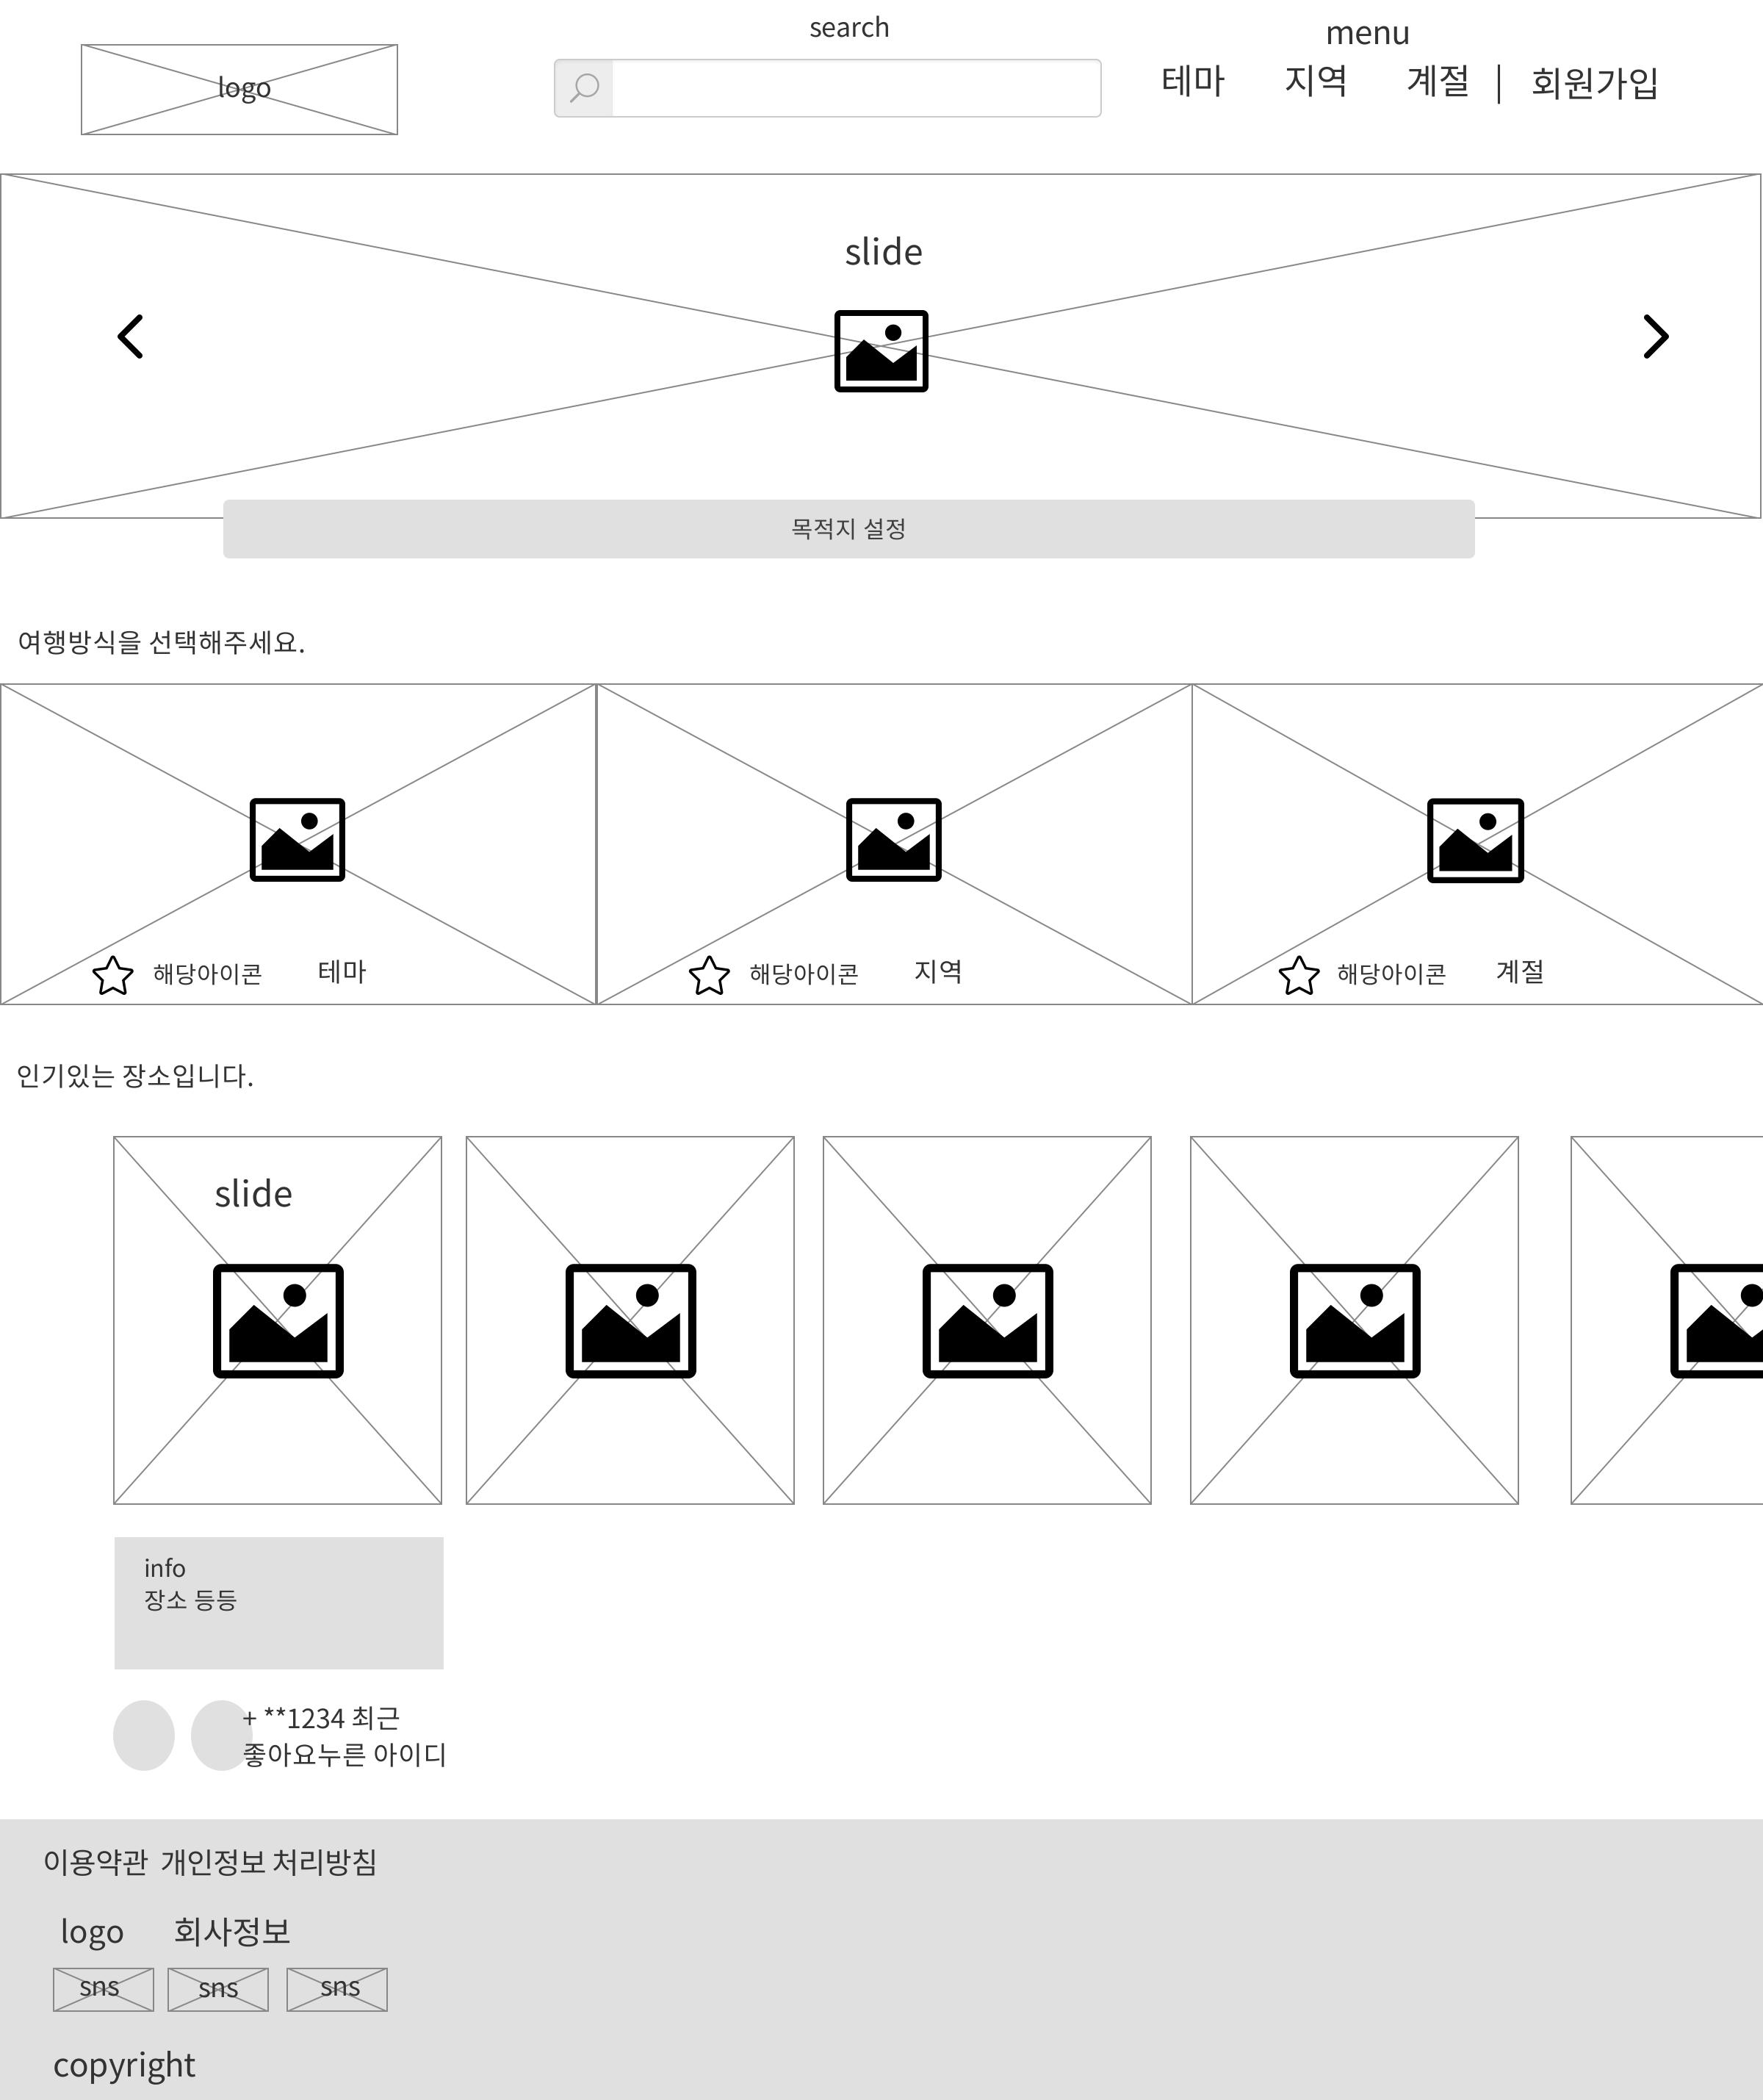 search
menu
logo
테마 지역 계절 | 회원가입
slide
목적지 설정
여행방식을 선택해주세요.
해당아이콘 테마
해당아이콘 지역
해당아이콘 계절
인기있는 장소입니다.
slide
info
장소 등등
+ **1234 최근
좋아요누른 아이디
이용약관 개인정보 처리방침
logo 회사정보
sns sns sns
copyright